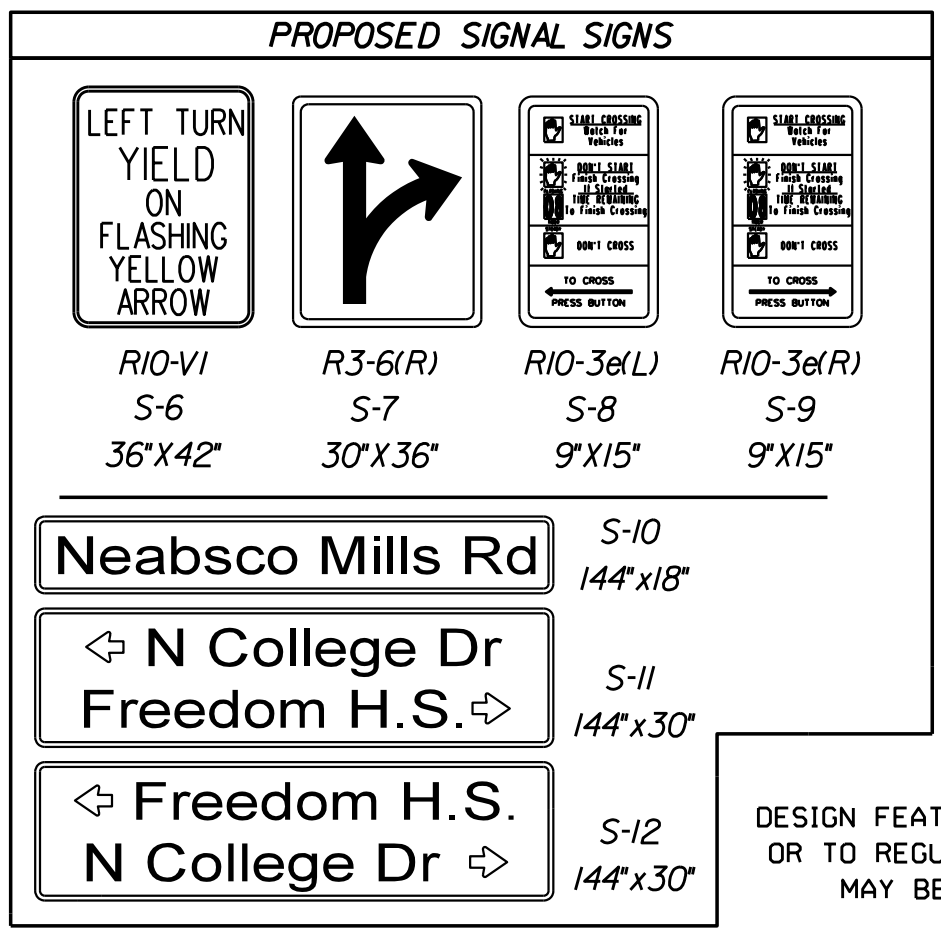 PROPOSED SIGNAL SIGNS
LEFT TURN
YIELD
ON
FLASHING
YELLOW
ARROW
R10-V1
S-6
36"X42"
R3-6(R)
S-7
30"X36"
START CROSSING
Watch For
Vehicles
DON'T START
Finish Crossing
If Started
TIME REMAINING
To Finish Crossing
DON'T CROSS
TO CROSS
PRESS BUTTON
R10-3e(L)
S-8
9"X15"
START CROSSING
Watch For
Vehicles
DON'T START
Finish Crossing
If Started
TIME REMAINING
To Finish Crossing
DON'T CROSS
TO CROSS
PRESS BUTTON
R10-3e(R)
S-9
9"X15"
Neabsco Mills Rd
S-10
144"x18"
N College Dr
Freedom H.S.
S-11
144"x30"
Freedom H.S.
N College Dr
S-12
144"x30"
DESIGN FEAT
OR TO REGU
MAY BE